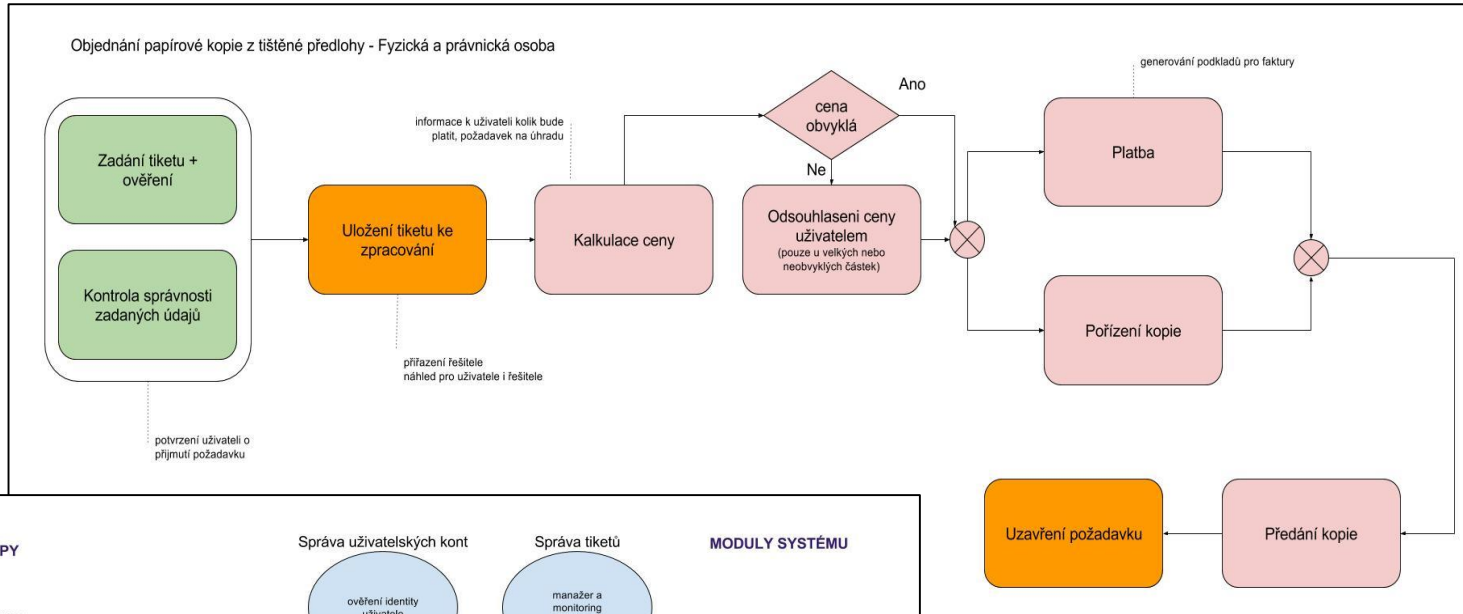 Objednání papírové kopie z tištěné předlohy - Fyzická a právnická osoba
generování podkladů pro faktury
Ano
cena
obvyklá
informace k uživateli kolik bude
platit, požadavek na úhradu
Zadání tiketu +
ověření
Platba
Ne
Uložení tiketu ke
zpracování
Kalkulace ceny
Odsouhlaseni ceny
uživatelem
(pouze u velkých nebo
neobvyklých částek)
Kontrola správnosti
zadaných údajů
Pořízení kopie
přiřazení řešitele
náhled pro uživatele i řešitele
potvrzení uživateli o
přijmutí požadavku
Uzavření požadavku
Předání kopie
PY
Správa uživatelských kont
Správa tiketů
MODULY SYSTÉMU
ověření identity
manažer a
monitoring